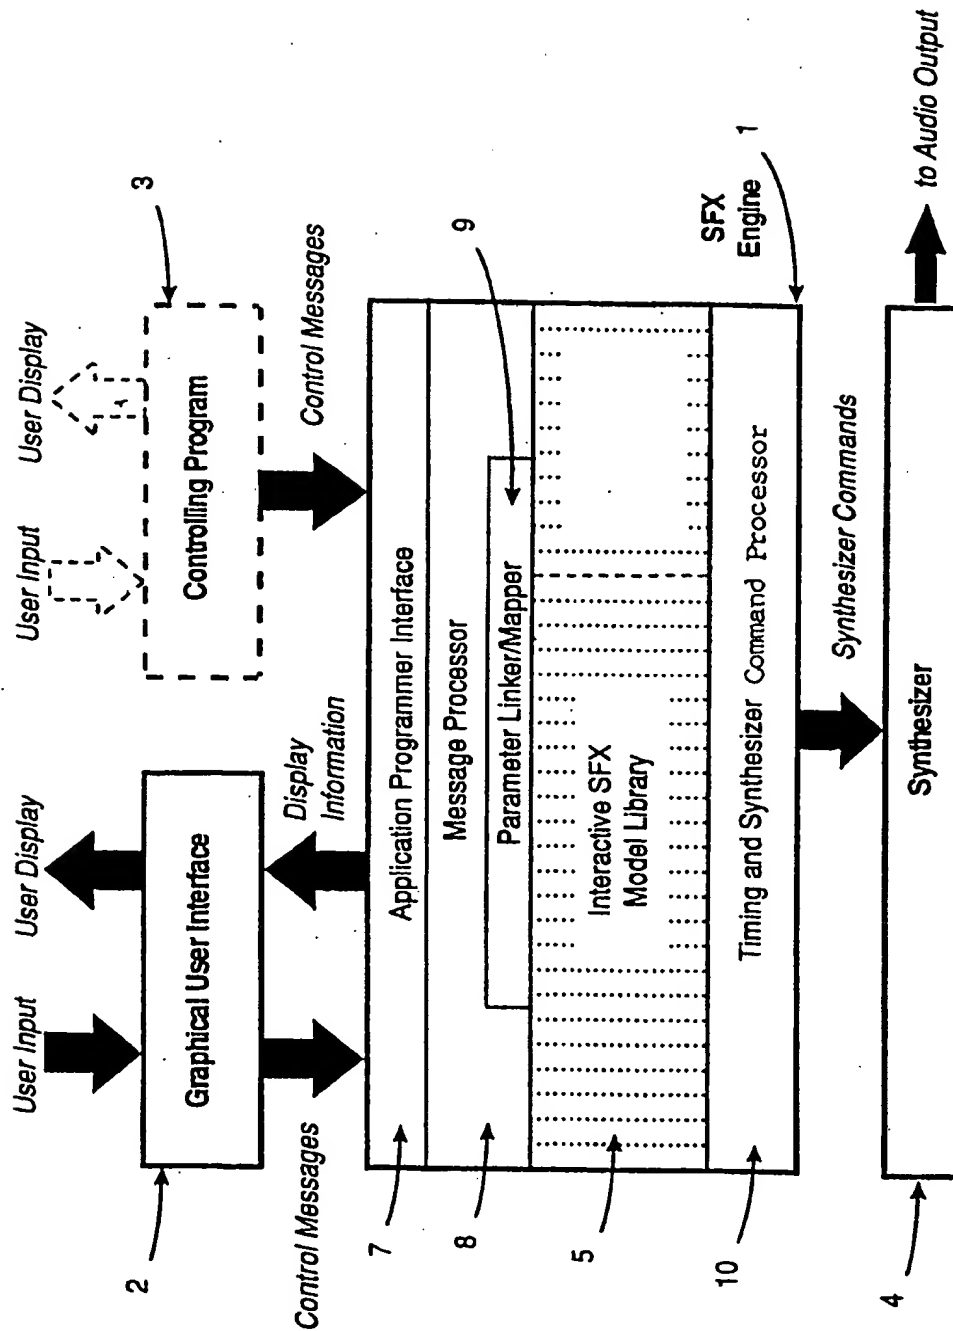 User Input
User Display
User Input
User Display
3
2
Graphical User Interface
Controlling Program
Control Messages
Display
Information
Control Messages
7
Application Programmer Interface
8
Message Processor
9
Parameter Linker/Mapper
5
Interactive SFX
Model Library
SFX
Engine
1
10
Timing and Synthesizer Command Processor
Synthesizer Commands
4
Synthesizer
to Audio Output